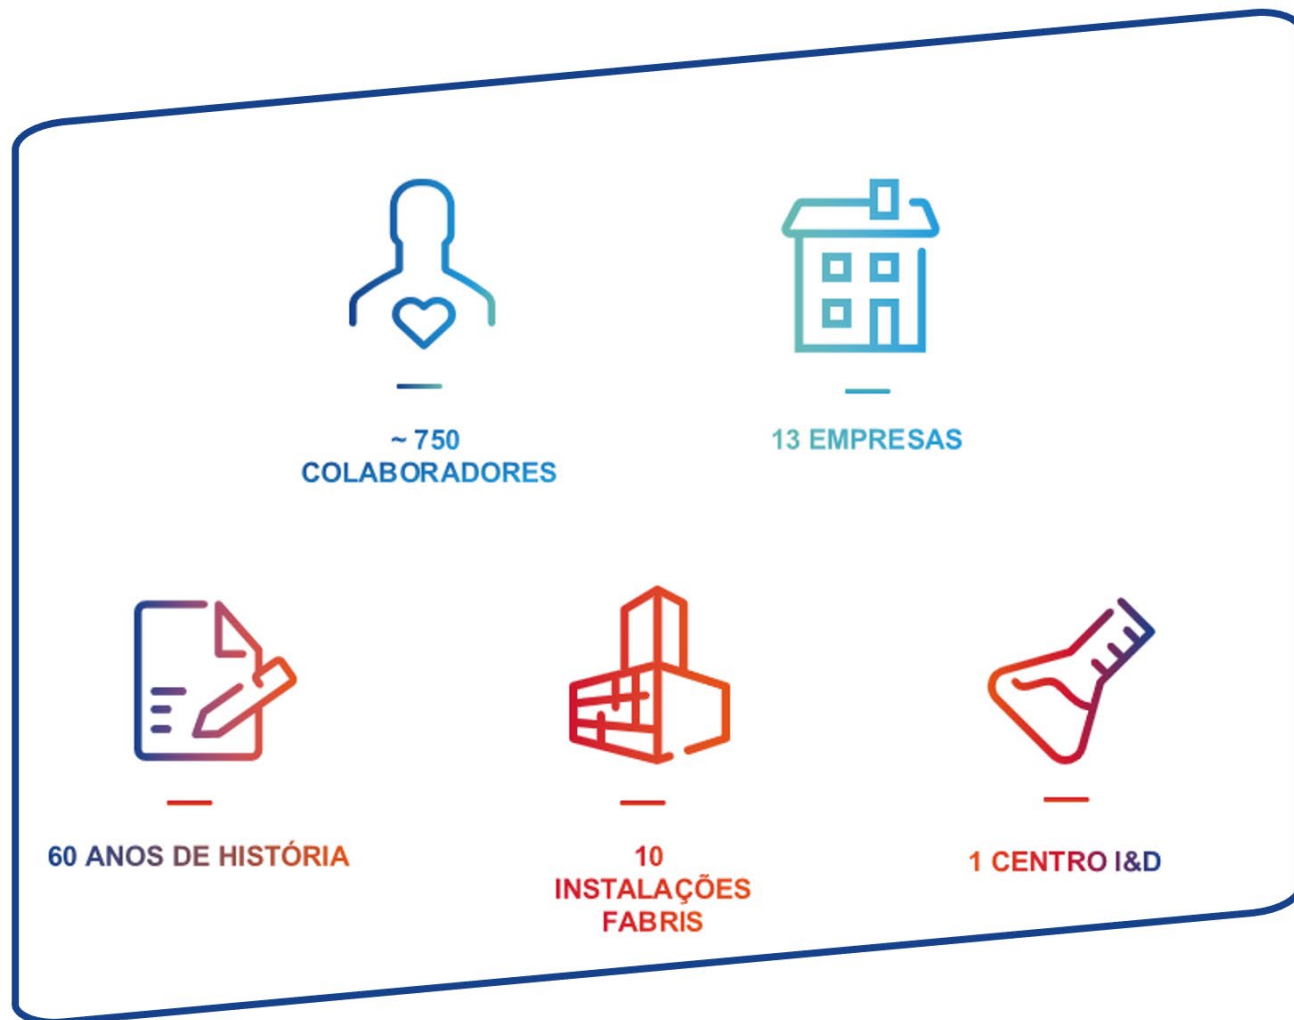 ~ 750
COLABORADORES
13 EMPRESAS
60 ANOS DE HISTÓRIA
10
INSTALAÇÕES
FABRIS
1 CENTRO I&D